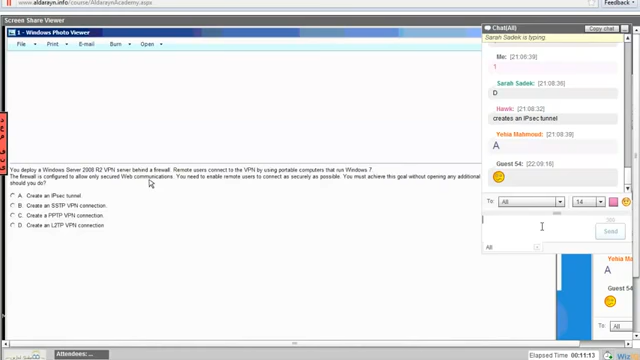 www.aldarayn.info/course/AldaraynAcademy.aspx
Feedback
Screen Share Viewer
1 - Windows Photo Viewer
File Print E-mail Burn Open
You deploy a Windows Server 2008 R2 VPN server behind a firewall. Remote users connect to the VPN by using portable computers that run Windows 7.
The firewall is configured to allow only secured Web communications. You need to enable remote users to connect as securely as possible. You must achieve this goal without opening any additional
should you do?
A Create an IPsec tunnel
B Create an SSTP VPN connection.
C Create a PPTP VPN connection.
D Create an L2TP VPN connection
Chat(All)
Copy chat
Sarah Sadek is typing
Me: [21:06:39]
1
Sarah Sadek [21:08:36]
D
Hawk: [21:08:32]
creates an IPsec tunnel
Yehia Mahmoud: [21:08:39]
A
Guest 54: [22:09:16]
To: All 14
300
Send
All
Yehia Mahm
A
Guest 54:
To: All
Attendees: ...
Elapsed Time 00:11:13
Wiz